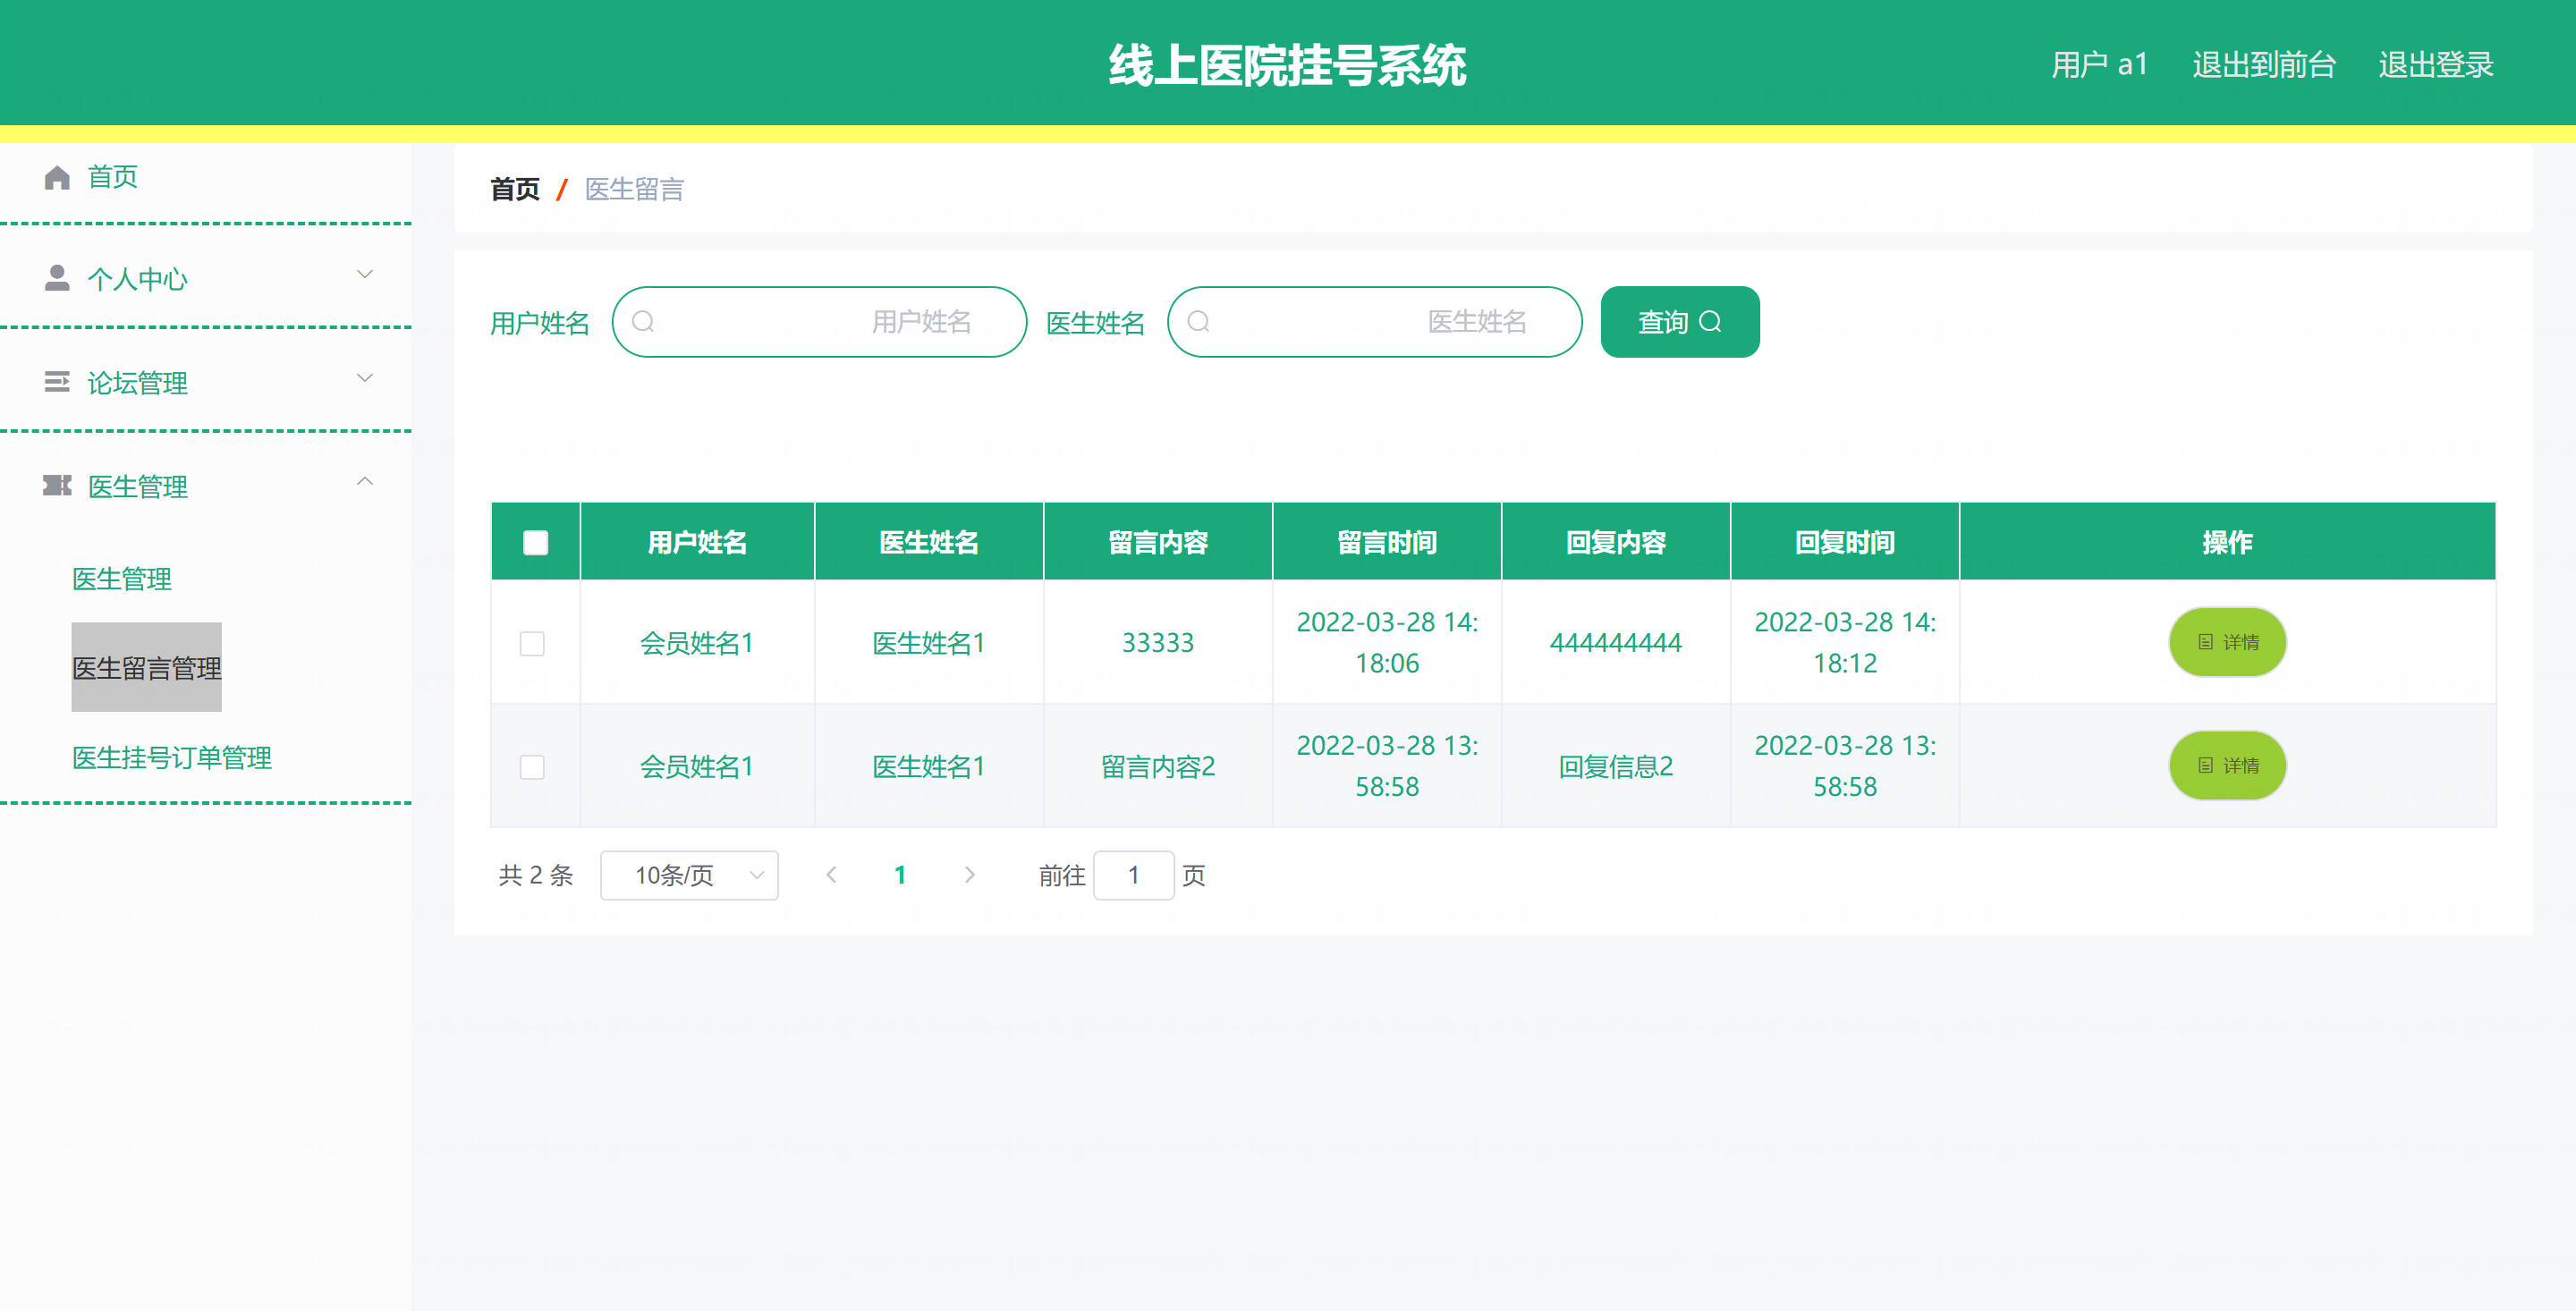 线上医院挂号系统
用户 a1 退出到前台 退出登录
首页
个人中心
论坛管理
医生管理
医生管理
医生留言管理
医生挂号订单管理
首页 / 医生留言
用户姓名 用户姓名 医生姓名 医生姓名 查询
用户姓名 医生姓名 留言内容 留言时间 回复内容 回复时间 操作
会员姓名1 医生姓名1 33333 2022-03-28 14:18:06 444444444 2022-03-28 14:18:12 详情
会员姓名1 医生姓名1 留言内容2 2022-03-28 13:58:58 回复信息2 2022-03-28 13:58:58 详情
共 2 条 10条/页 1 前往 1 页